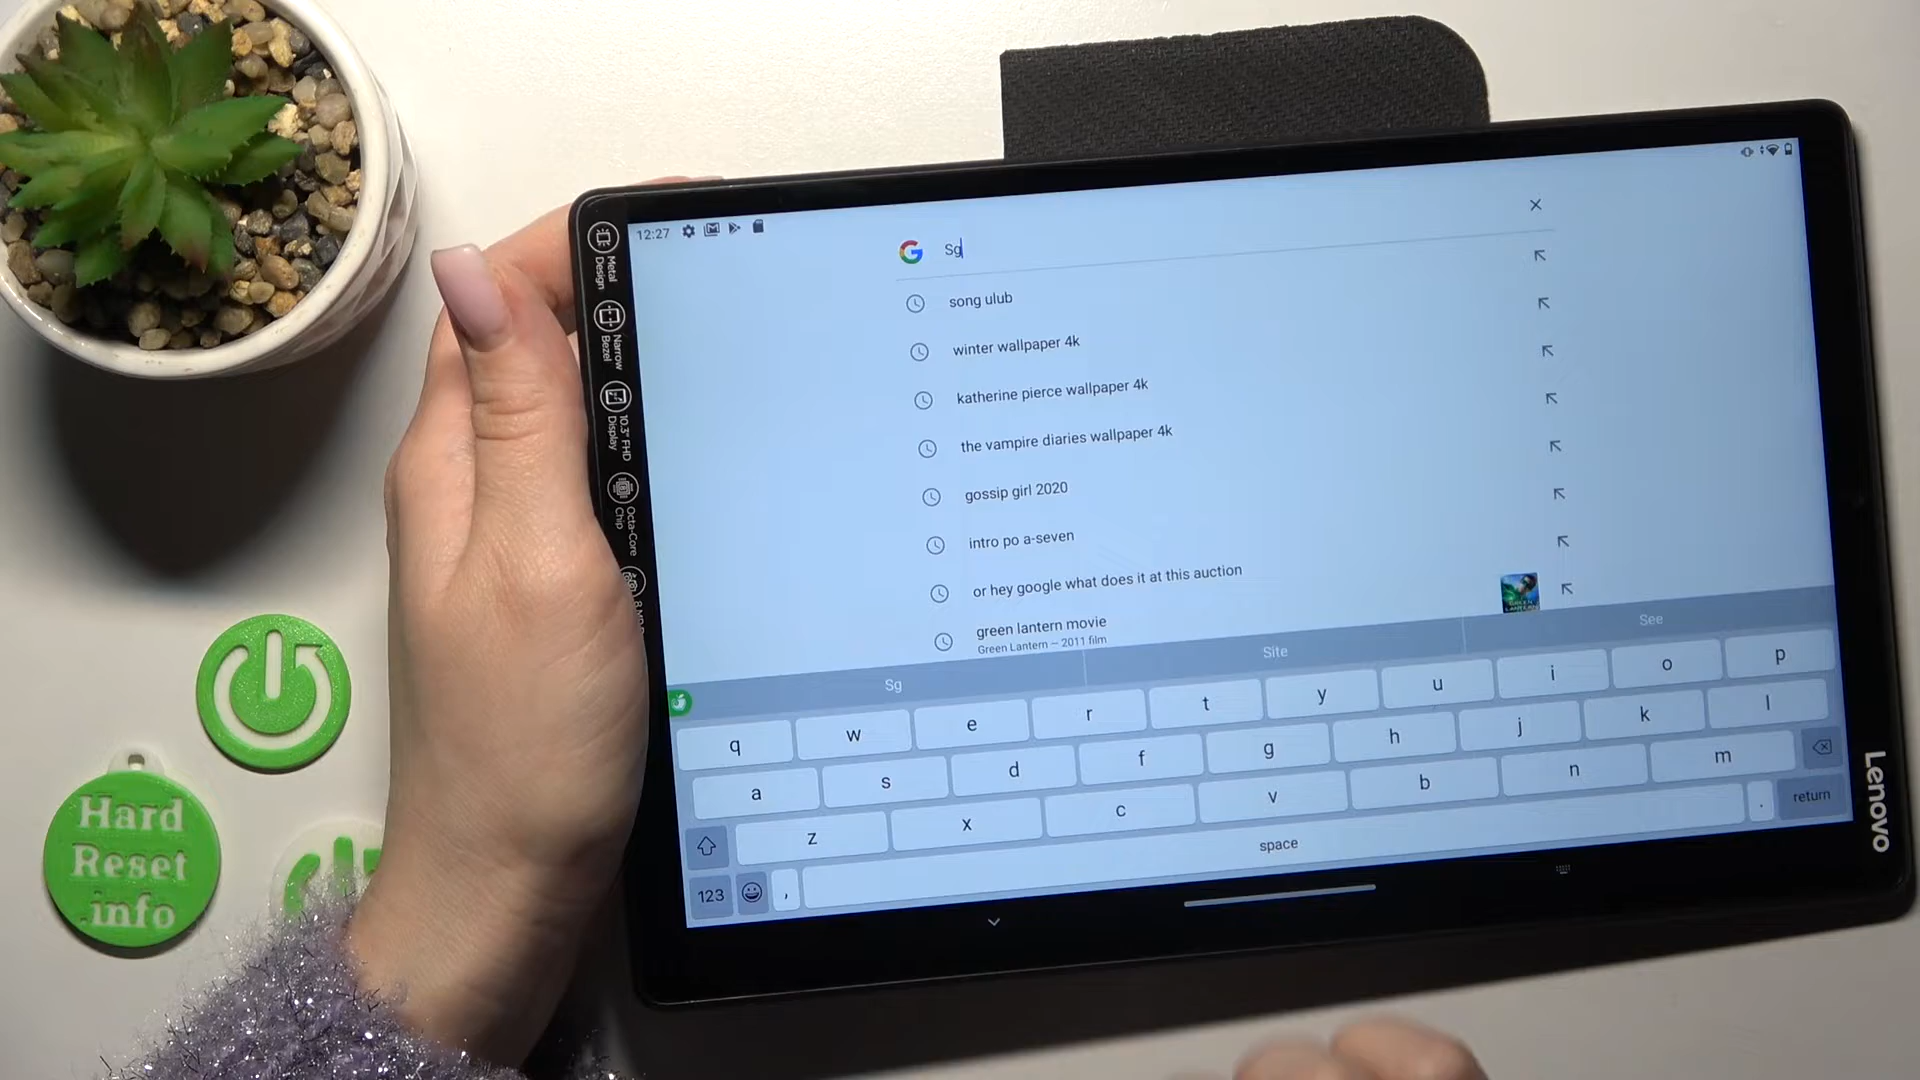 12:27
Sg
song ulub
winter wallpaper 4k
katherine pierce wallpaper 4k
the vampire diaries wallpaper 4k
gossip girl 2020
intro po a-seven
or hey google what does it at this auction
green lantern movie
Green Lantern – 2011 film
Sg Site See
q w e r t y u i o p
a s d f g h j k l
z x c v b n m
123 , space . return
Metal
Design
Narrow
Bezel
10.3" FHD
Display
Octa-Core
Chip
Lenovo
Hard
Reset
.info